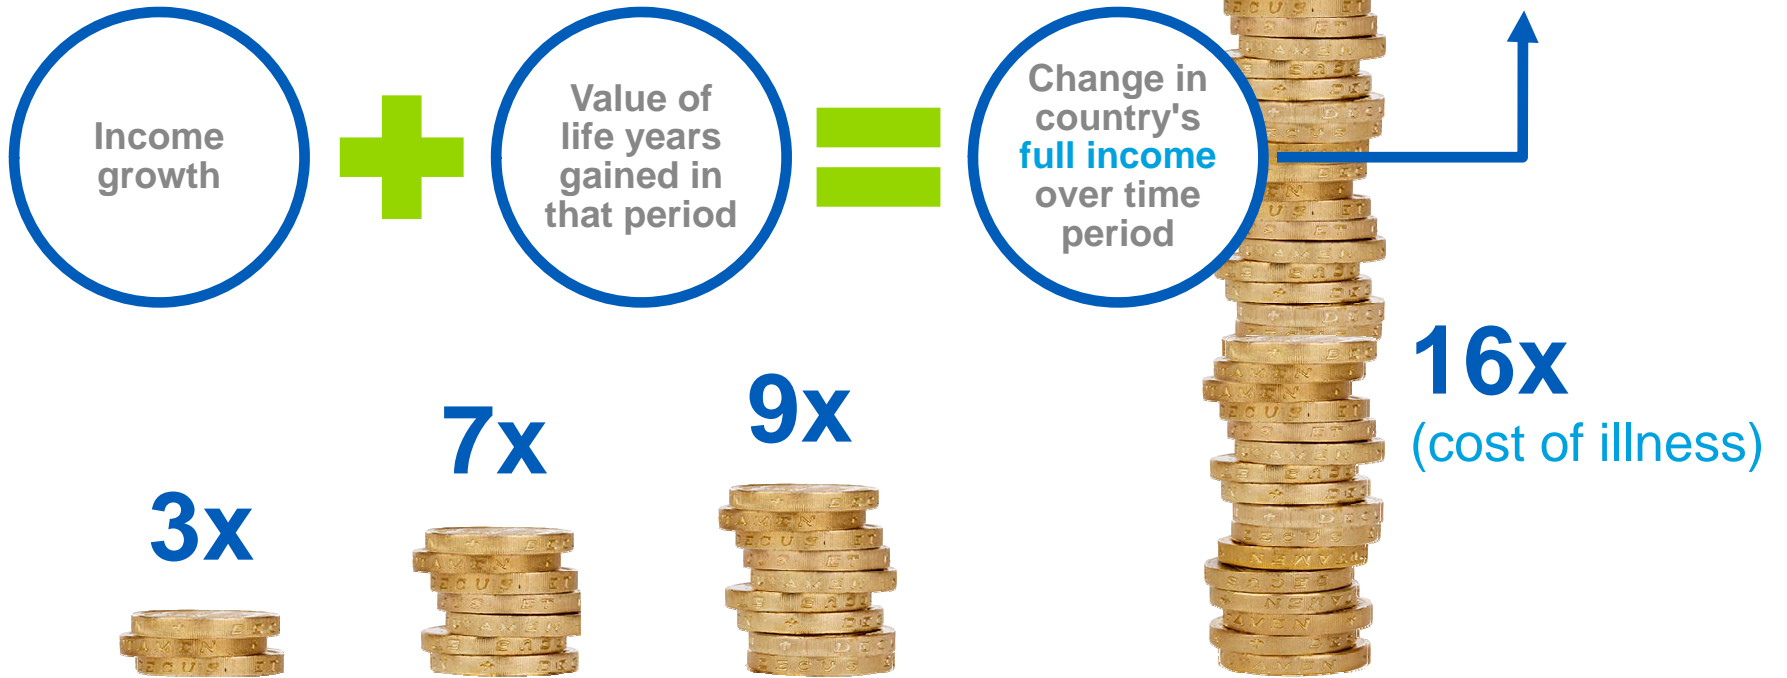 Income
growth
Value of
life years
gained in
that period
Change in
country's
full income
over time
period
16x
(cost of illness)
9x
7x
3x